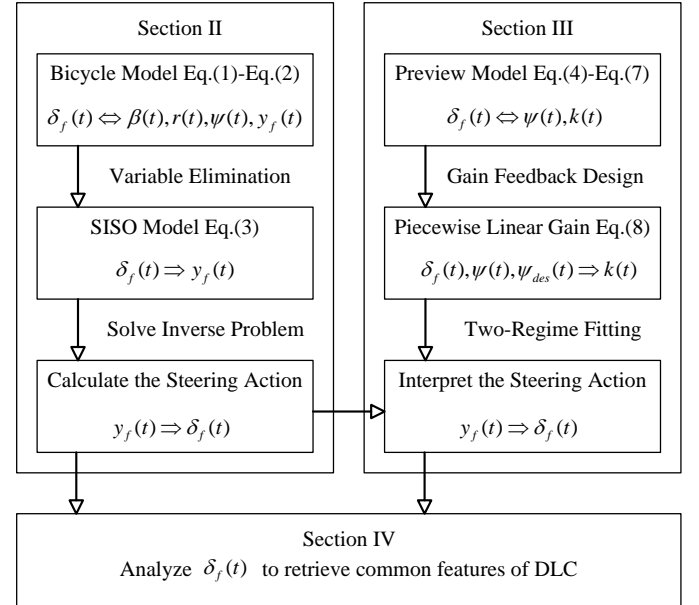 Section II
Bicycle Model Eq.(1)-Eq.(2)
δ_f(t) ⇔ β(t), r(t), ψ(t), y_f(t)
Variable Elimination
SISO Model Eq.(3)
δ_f(t) ⇒ y_f(t)
Solve Inverse Problem
Calculate the Steering Action
y_f(t) ⇒ δ_f(t)
Section III
Preview Model Eq.(4)-Eq.(7)
δ_f(t) ⇔ ψ(t), k(t)
Gain Feedback Design
Piecewise Linear Gain Eq.(8)
δ_f(t), ψ(t), ψ_des(t) ⇒ k(t)
Two-Regime Fitting
Interpret the Steering Action
y_f(t) ⇒ δ_f(t)
Section IV
Analyze δ_f(t) to retrieve common features of DLC